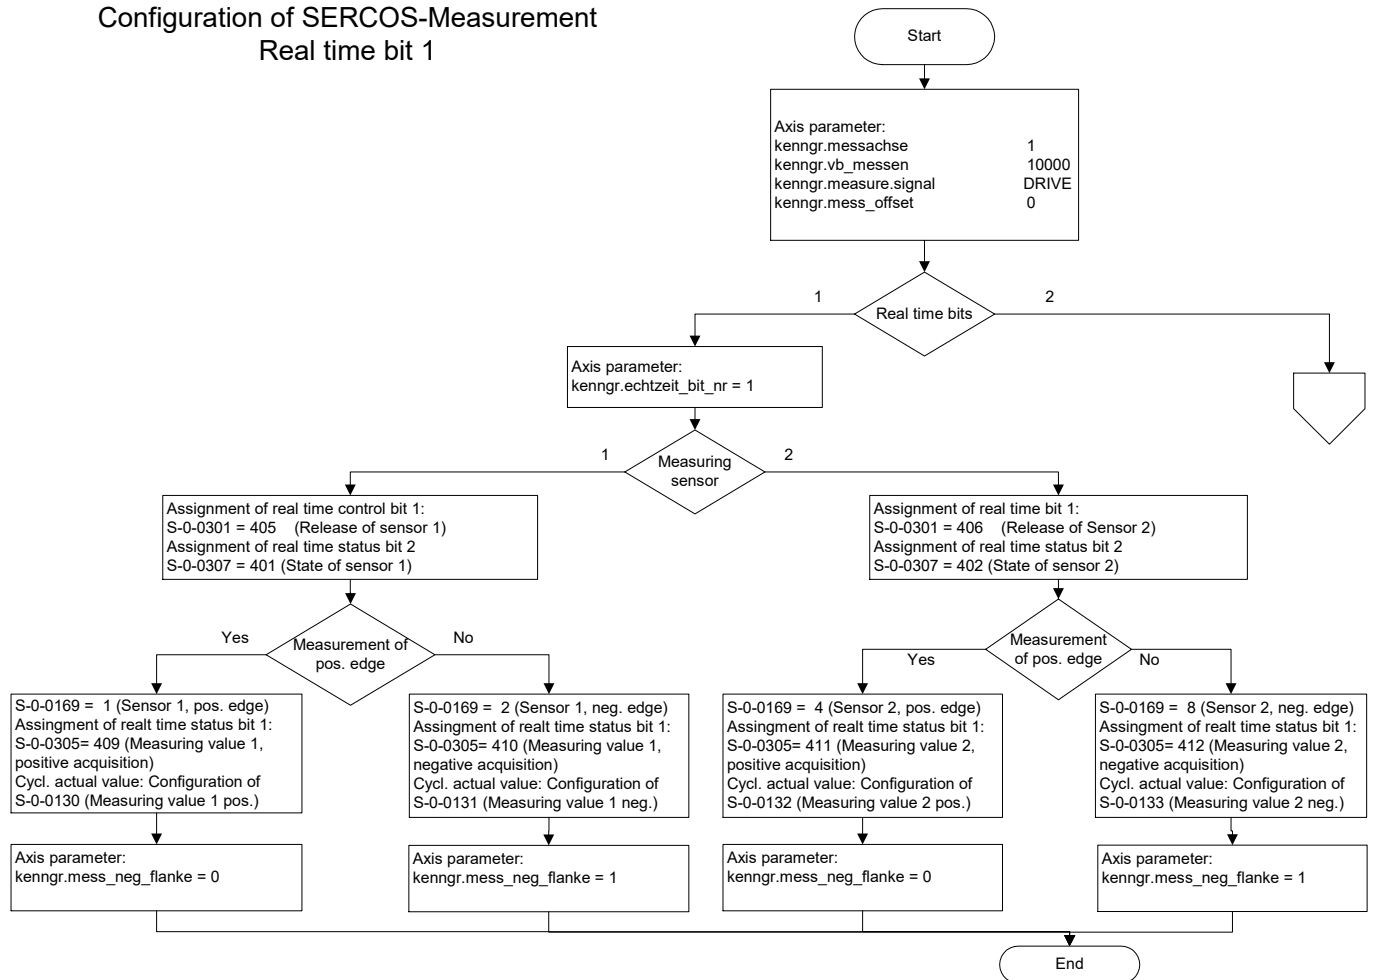 Configuration of SERCOS-Measurement
Real time bit 1
Start
Axis parameter:
kenngr.messachse 1
kenngr.vb_messen 10000
kenngr.measure.signal DRIVE
kenngr.mess_offset 0
1
2
Real time bits
Axis parameter:
kenngr.echtzeit_bit_nr = 1
1
2
Measuring
sensor
Assignment of real time control bit 1:
S-0-0301 = 405 (Release of sensor 1)
Assignment of real time status bit 2
S-0-0307 = 401 (State of sensor 1)
Assignment of real time bit 1:
S-0-0301 = 406 (Release of Sensor 2)
Assignment of real time status bit 2
S-0-0307 = 402 (State of sensor 2)
Yes
Measurement of
pos. edge
No
Yes
Measurement
of pos. edge
No
S-0-0169 = 1 (Sensor 1, pos. edge)
Assingment of realt time status bit 1:
S-0-0305= 409 (Measuring value 1,
positive acquisition)
Cycl. actual value: Configuration of
S-0-0130 (Measuring value 1 pos.)
S-0-0169 = 2 (Sensor 1, neg. edge)
Assingment of realt time status bit 1:
S-0-0305= 410 (Measuring value 1,
negative acquisition)
Cycl. actual value: Configuration of
S-0-0131 (Measuring value 1 neg.)
S-0-0169 = 4 (Sensor 2, pos. edge)
Assingment of realt time status bit 1:
S-0-0305= 411 (Measuring value 2,
positive acquisition)
Cycl. actual value: Configuration of
S-0-0132 (Measuring value 2 pos.)
S-0-0169 = 8 (Sensor 2, neg. edge)
Assingment of realt time status bit 1:
S-0-0305= 412 (Measuring value 2,
negative acquisition)
Cycl. actual value: Configuration of
S-0-0133 (Measuring value 2 neg.)
Axis parameter:
kenngr.mess_neg_flanke = 0
Axis parameter:
kenngr.mess_neg_flanke = 1
Axis parameter:
kenngr.mess_neg_flanke = 0
Axis parameter:
kenngr.mess_neg_flanke = 1
End